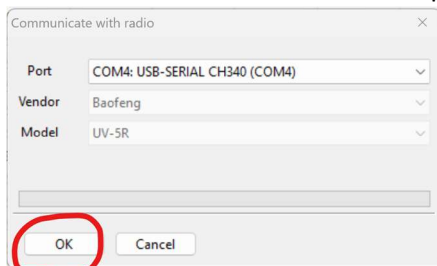 Communicate with radio
Port COM4: USB-SERIAL CH340 (COM4)
Vendor Baofeng
Model UV-5R
OK Cancel